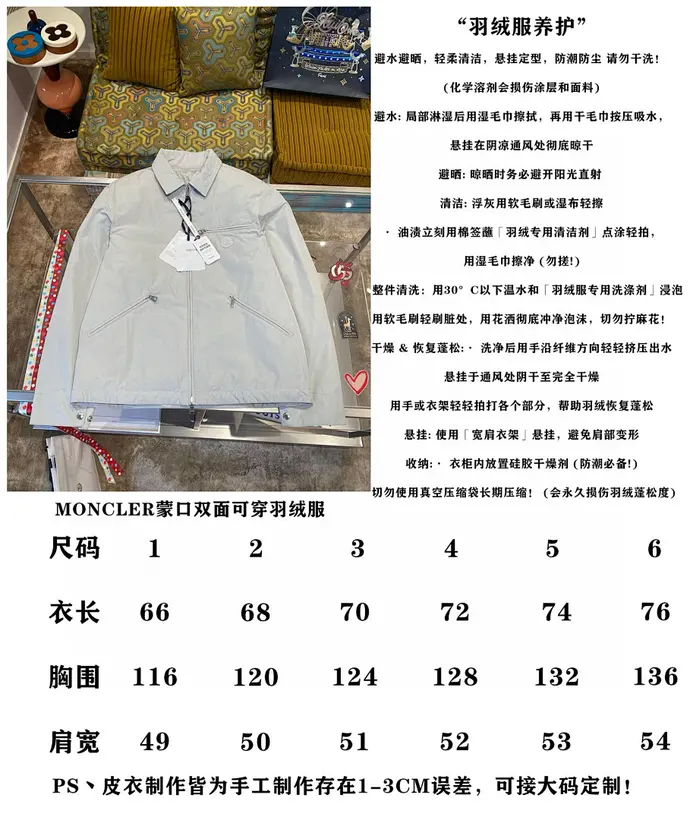 “羽绒服养护”
避水避晒，轻柔清洁，悬挂定型，防潮防尘 请勿干洗！
(化学溶剂会损伤涂层和面料)
避水: 局部淋湿后用湿毛巾擦拭，再用干毛巾按压吸水，
悬挂在阴凉通风处彻底晾干
避晒: 晾晒时务必避开阳光直射
清洁: 浮灰用软毛刷或湿布轻擦
· 油渍立刻用棉签蘸「羽绒专用清洁剂」点涂轻拍，
用湿毛巾擦净 (勿搓!)
整件清洗: 用30° C以下温水和「羽绒服专用洗涤剂」浸泡
用软毛刷轻刷脏处，用花洒彻底冲净泡沫，切勿拧麻花!
干燥 & 恢复蓬松: · 洗净后用手沿纤维方向轻轻挤压出水
悬挂于通风处阴干至完全干燥
用手或衣架轻轻拍打各个部分，帮助羽绒恢复蓬松
悬挂: 使用「宽肩衣架」悬挂，避免肩部变形
收纳: · 衣柜内放置硅胶干燥剂 (防潮必备!)
切勿使用真空压缩袋长期压缩! (会永久损伤羽绒蓬松度)
MONCLER蒙口双面可穿羽绒服
尺码 1 2 3 4 5 6
衣长 66 68 70 72 74 76
胸围 116 120 124 128 132 136
肩宽 49 50 51 52 53 54
PS、皮衣制作皆为手工制作存在1-3CM误差，可接大码定制!